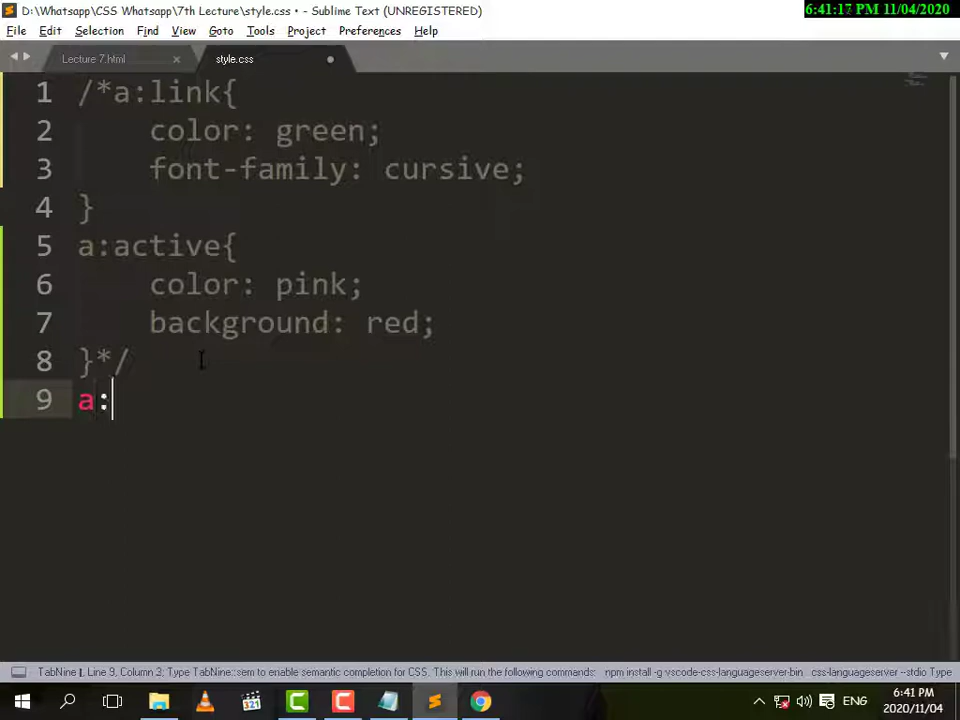 D:\Whatsapp\CSS Whatsapp\7th Lecture\style.css • - Sublime Text (UNREGISTERED)
6:41:17 PM 11/04/2020
File Edit Selection Find View Goto Tools Project Preferences Help
Lecture 7.html × style.css
1 /*a:link{
2 color: green;
3 font-family: cursive;
4 }
5 a:active{
6 color: pink;
7 background: red;
8 }*/
9 a:
TabNine, Line 9, Column 3; Type TabNine::sem to enable semantic completion for CSS. This will run the following commands: npm install -g vscode-css-languageserver-bin css-languageserver --stdio Type
321
ENG
6:41 PM
2020/11/04